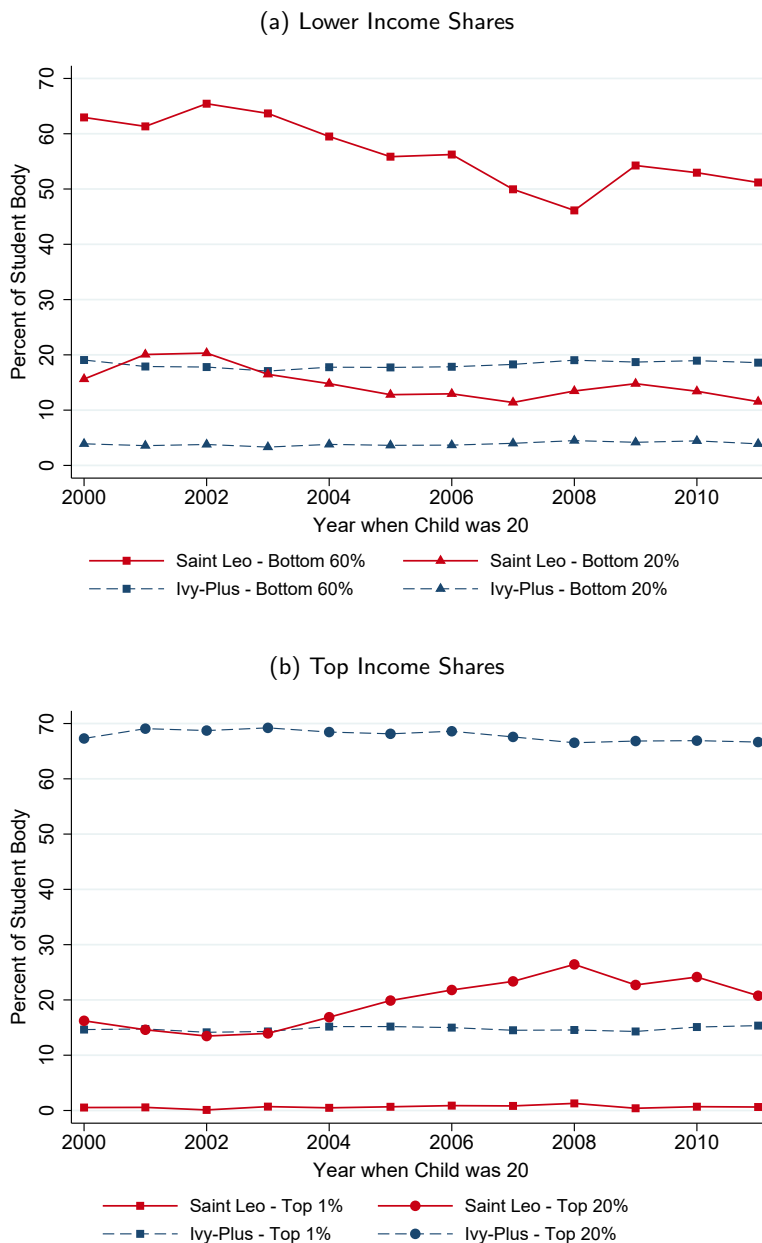 (a) Lower Income Shares
Percent of Student Body
70
60
50
40
30
20
10
0
2000 2002 2004 2006 2008 2010
Year when Child was 20
Saint Leo - Bottom 60% Saint Leo - Bottom 20%
Ivy-Plus - Bottom 60% Ivy-Plus - Bottom 20%
(b) Top Income Shares
Percent of Student Body
70
60
50
40
30
20
10
0
2000 2002 2004 2006 2008 2010
Year when Child was 20
Saint Leo - Top 1% Saint Leo - Top 20%
Ivy-Plus - Top 1% Ivy-Plus - Top 20%